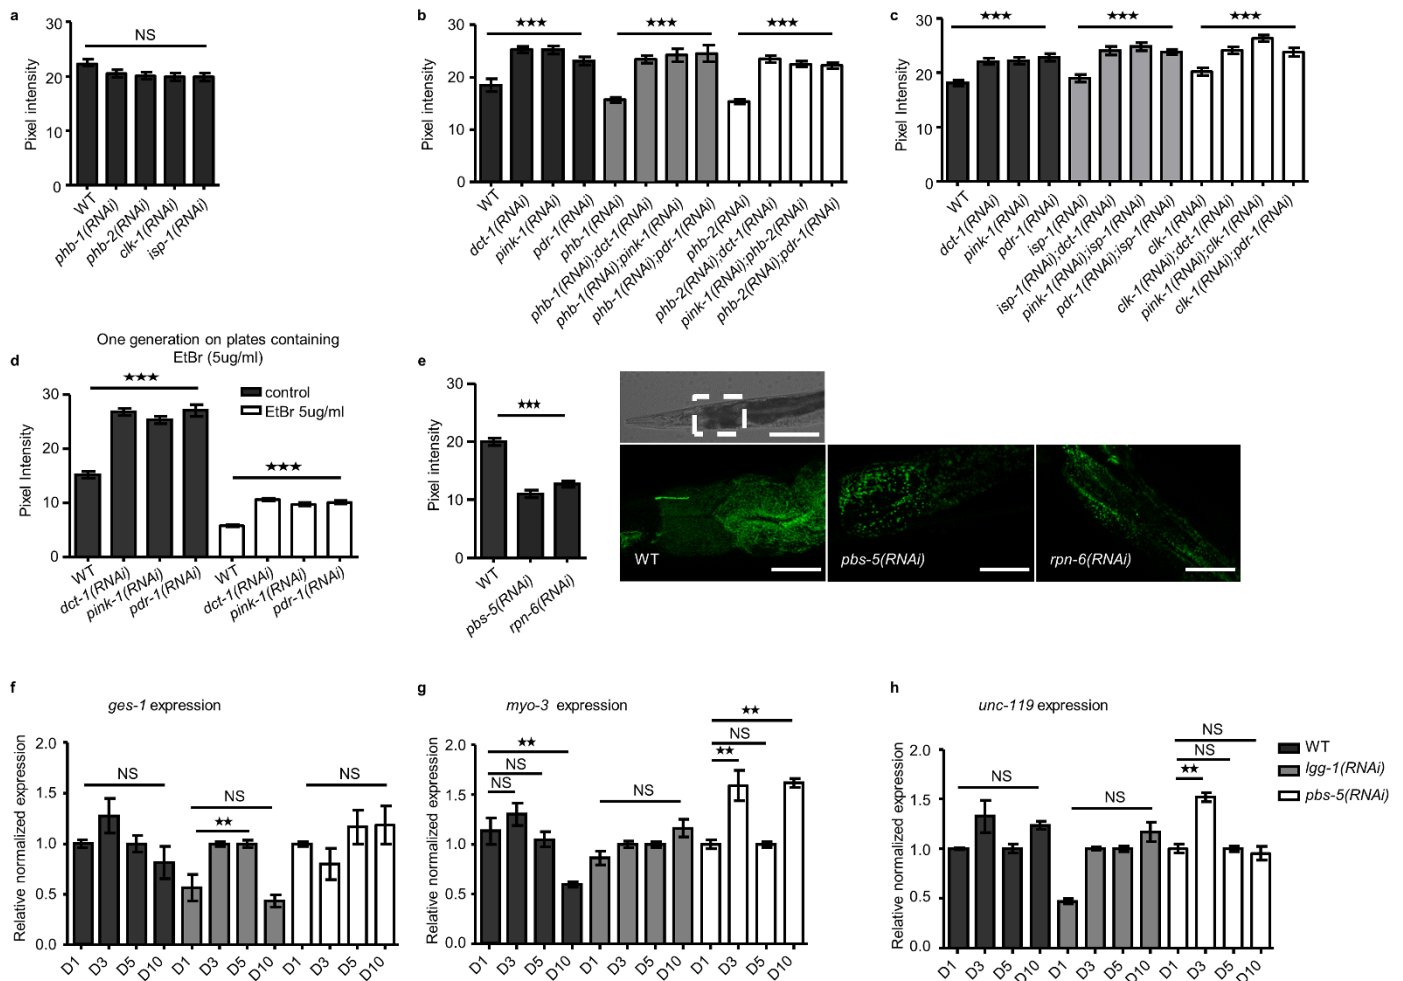 a
NS
Pixel intensity
30
20
10
0
WT
phb-1(RNAi)
phb-2(RNAi)
clk-1(RNAi)
isp-1(RNAi)
b
★★★
★★★
★★★
Pixel intensity
30
20
10
0
WT
dct-1(RNAi)
pink-1(RNAi)
pdr-1(RNAi)
phb-1(RNAi)
phb-1(RNAi);dct-1(RNAi)
phb-1(RNAi);pink-1(RNAi)
phb-1(RNAi);pdr-1(RNAi)
phb-2(RNAi)
phb-2(RNAi);dct-1(RNAi)
pink-1(RNAi);phb-2(RNAi)
phb-2(RNAi);pdr-1(RNAi)
c
★★★
★★★
★★★
Pixel Intensity
30
20
10
0
WT
dct-1(RNAi)
pink-1(RNAi)
pdr-1(RNAi)
isp-1(RNAi)
isp-1(RNAi);dct-1(RNAi)
pink-1(RNAi);isp-1(RNAi)
pdr-1(RNAi);isp-1(RNAi)
clk-1(RNAi)
clk-1(RNAi);dct-1(RNAi)
pink-1(RNAi);clk-1(RNAi)
clk-1(RNAi);pdr-1(RNAi)
d
One generation on plates containing
EtBr (5ug/ml)
★★★
control
EtBr 5ug/ml
★★★
Pixel Intensity
30
20
10
0
WT
dct-1(RNAi)
pink-1(RNAi)
pdr-1(RNAi)
WT
dct-1(RNAi)
pink-1(RNAi)
pdr-1(RNAi)
e
★★★
Pixel intensity
30
20
10
0
WT
pbs-5(RNAi)
rpn-6(RNAi)
WT
pbs-5(RNAi)
rpn-6(RNAi)
f
ges-1 expression
Relative normalized expression
2.0
1.5
1.0
0.5
0.0
NS
NS
★★
NS
D1
D3
D5
D10
D1
D3
D5
D10
D1
D3
D5
D10
g
myo-3 expression
Relative normalized expression
2.0
1.5
1.0
0.5
0.0
★★
NS
NS
NS
★★
NS
★★
D1
D3
D5
D10
D1
D3
D5
D10
D1
D3
D5
D10
h
unc-119 expression
Relative normalized expression
2.0
1.5
1.0
0.5
0.0
NS
NS
NS
NS
★★
D1
D3
D5
D10
D1
D3
D5
D10
D1
D3
D5
D10
WT
lgg-1(RNAi)
pbs-5(RNAi)